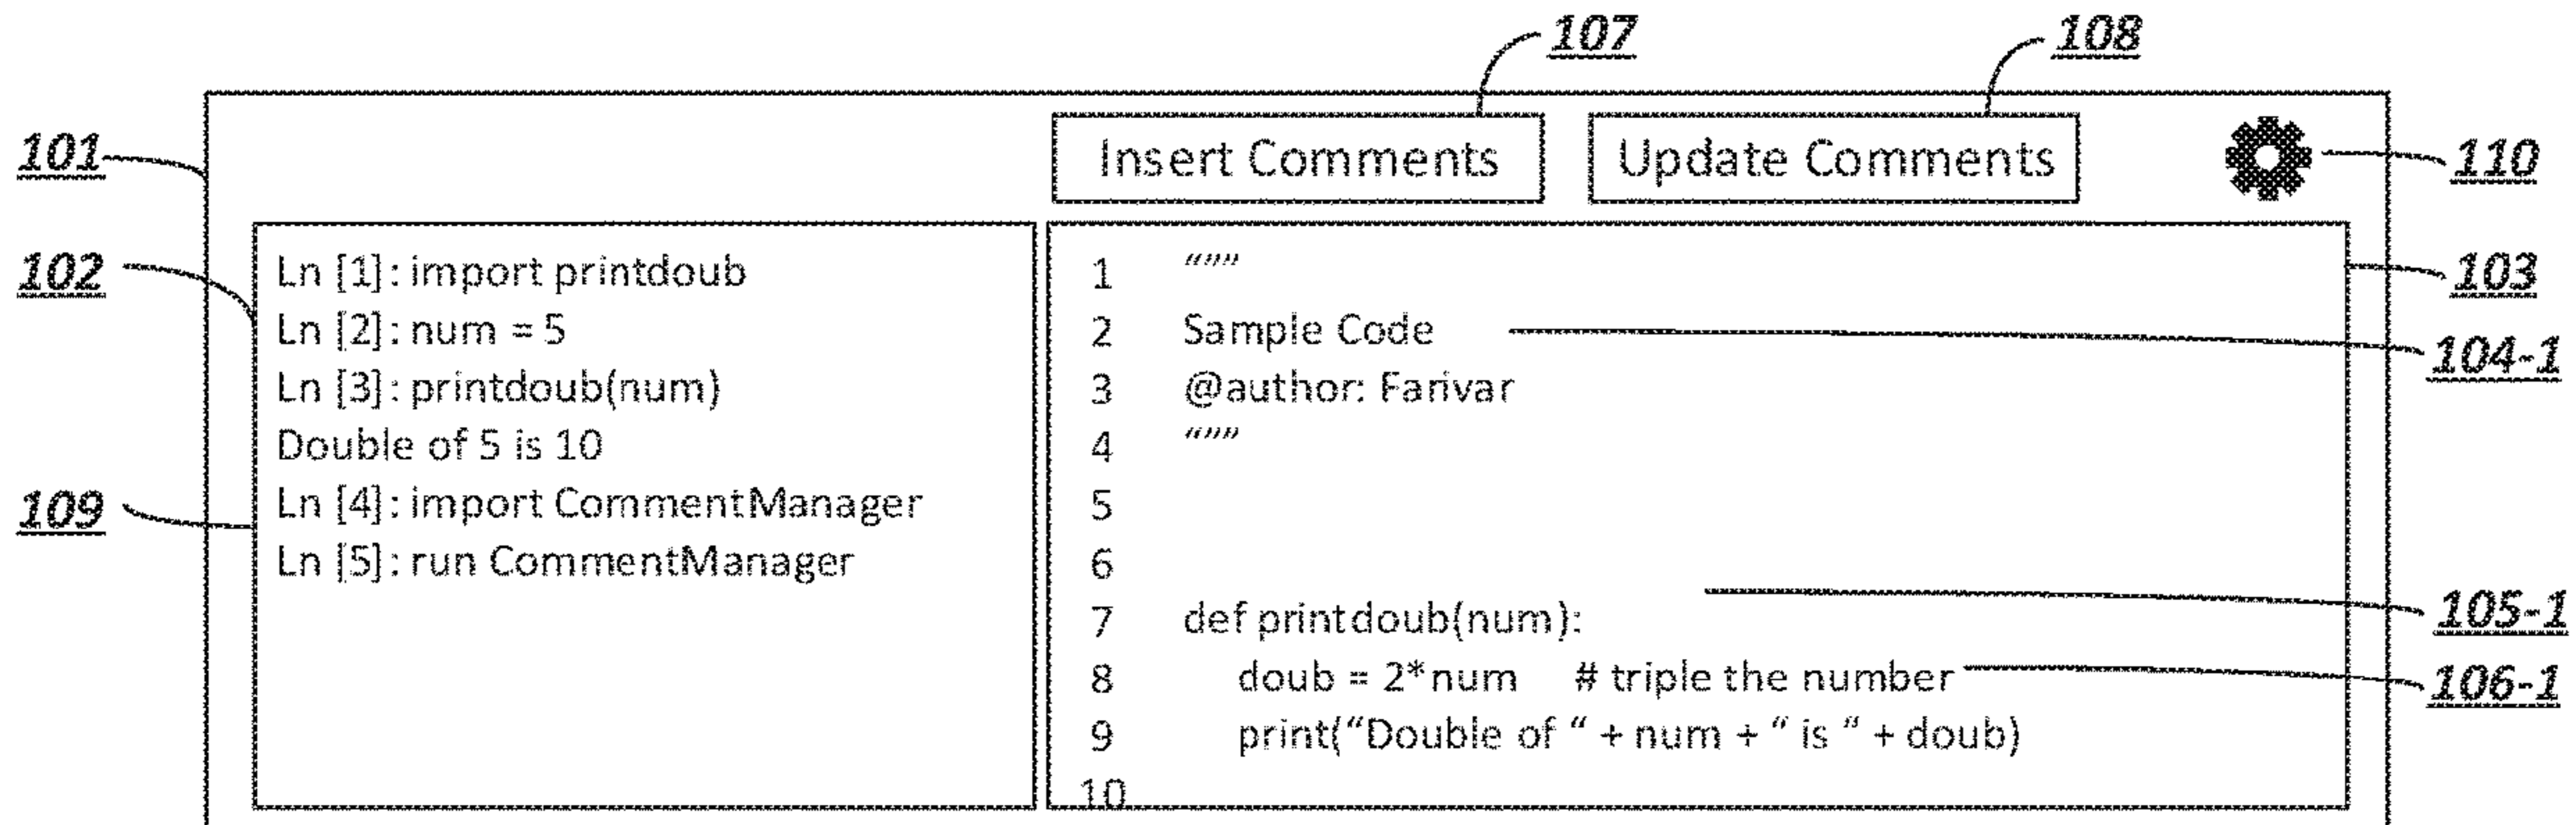 107
108
Insert Comments
Update Comments
101
110
102
109
Ln [1]: import printdoub
Ln [2]: num = 5
Ln [3]: printdoub(num)
Double of 5 is 10
Ln [4]: import CommentManager
Ln [5]: run CommentManager
1 “””
2 Sample Code
3 @author: Farivar
4 “””
5
6
7 def printdoub(num):
8 doub = 2*num # triple the number
9 print(“Double of “ + num + “ is “ + doub)
10
103
104-1
105-1
106-1